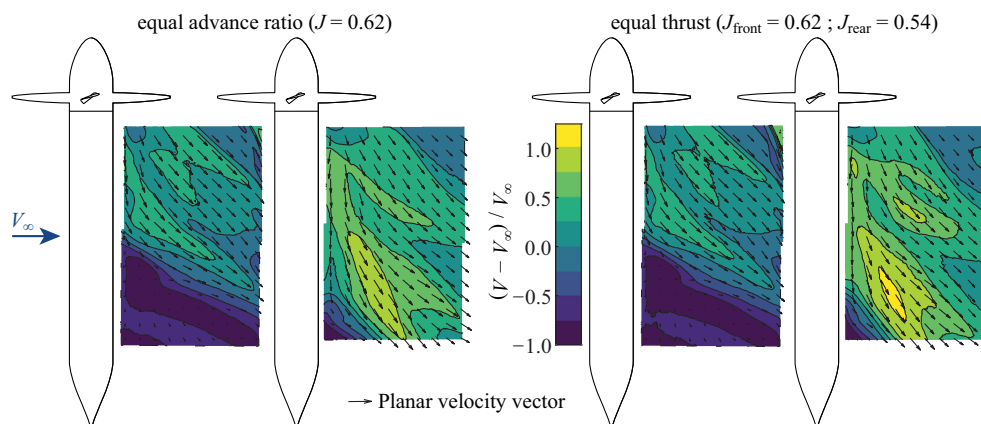 equal advance ratio (J = 0.62)
equal thrust (J_front = 0.62 ; J_rear = 0.54)
V_∞
1.0
0.5
0.0
−0.5
−1.0
(V − V_∞) / V_∞
Planar velocity vector